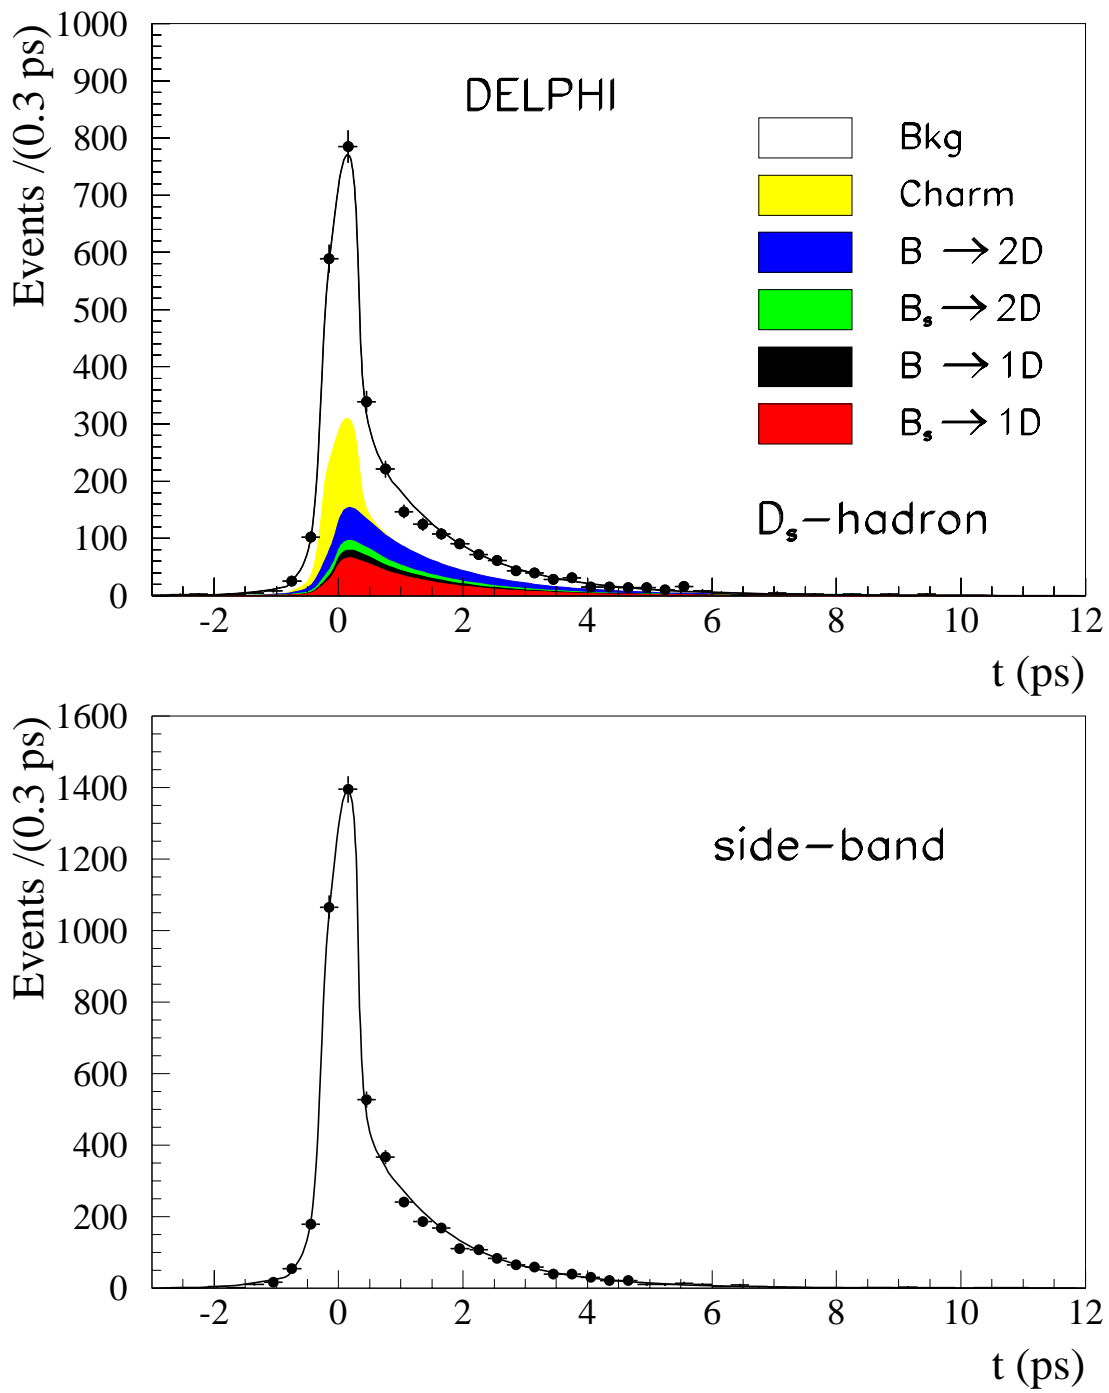 Events /(0.3 ps)
1000
900
800
700
600
500
400
300
200
100
0
DELPHI
Bkg
Charm
B → 2D
Bs → 2D
B → 1D
Bs → 1D
Ds-hadron
-2 0 2 4 6 8 10 12
t (ps)
Events /(0.3 ps)
1600
1400
1200
1000
800
600
400
200
0
side-band
-2 0 2 4 6 8 10 12
t (ps)